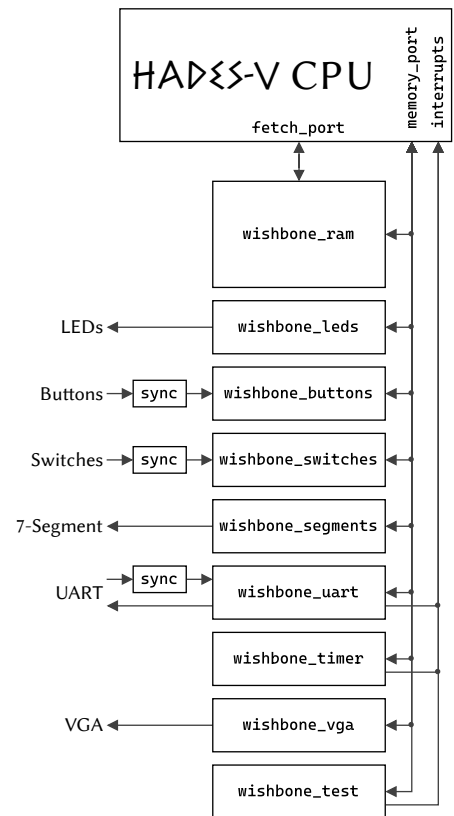 HADES-V CPU
memory_port
interrupts
fetch_port
wishbone_ram
LEDs
wishbone_leds
Buttons
sync
wishbone_buttons
Switches
sync
wishbone_switches
7-Segment
wishbone_segments
UART
sync
wishbone_uart
wishbone_timer
VGA
wishbone_vga
wishbone_test